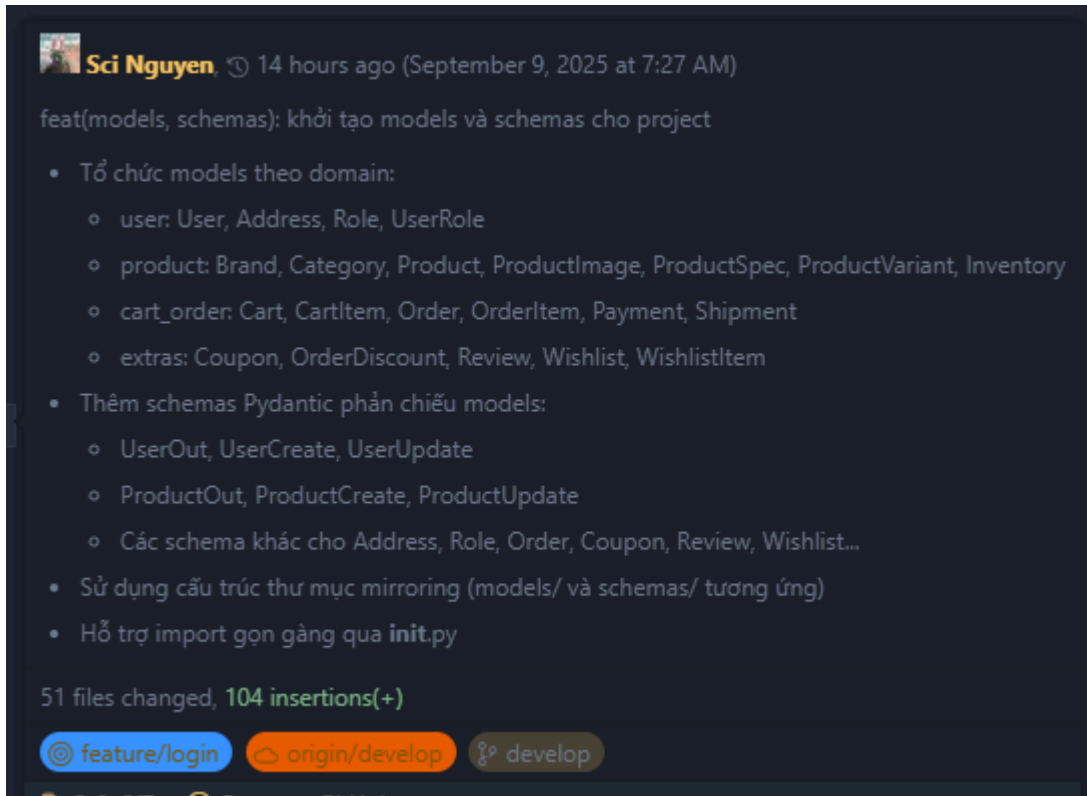 Sci Nguyen, 14 hours ago (September 9, 2025 at 7:27 AM)
feat(models, schemas): khởi tạo models và schemas cho project
• Tổ chức models theo domain:
◦ user: User, Address, Role, UserRole
◦ product: Brand, Category, Product, ProductImage, ProductSpec, ProductVariant, Inventory
◦ cart_order: Cart, CartItem, Order, OrderItem, Payment, Shipment
◦ extras: Coupon, OrderDiscount, Review, Wishlist, WishlistItem
• Thêm schemas Pydantic phản chiếu models:
◦ UserOut, UserCreate, UserUpdate
◦ ProductOut, ProductCreate, ProductUpdate
◦ Các schema khác cho Address, Role, Order, Coupon, Review, Wishlist...
• Sử dụng cấu trúc thư mục mirroring (models/ và schemas/ tương ứng)
• Hỗ trợ import gọn gàng qua init.py
51 files changed, 104 insertions(+)
feature/login origin/develop develop